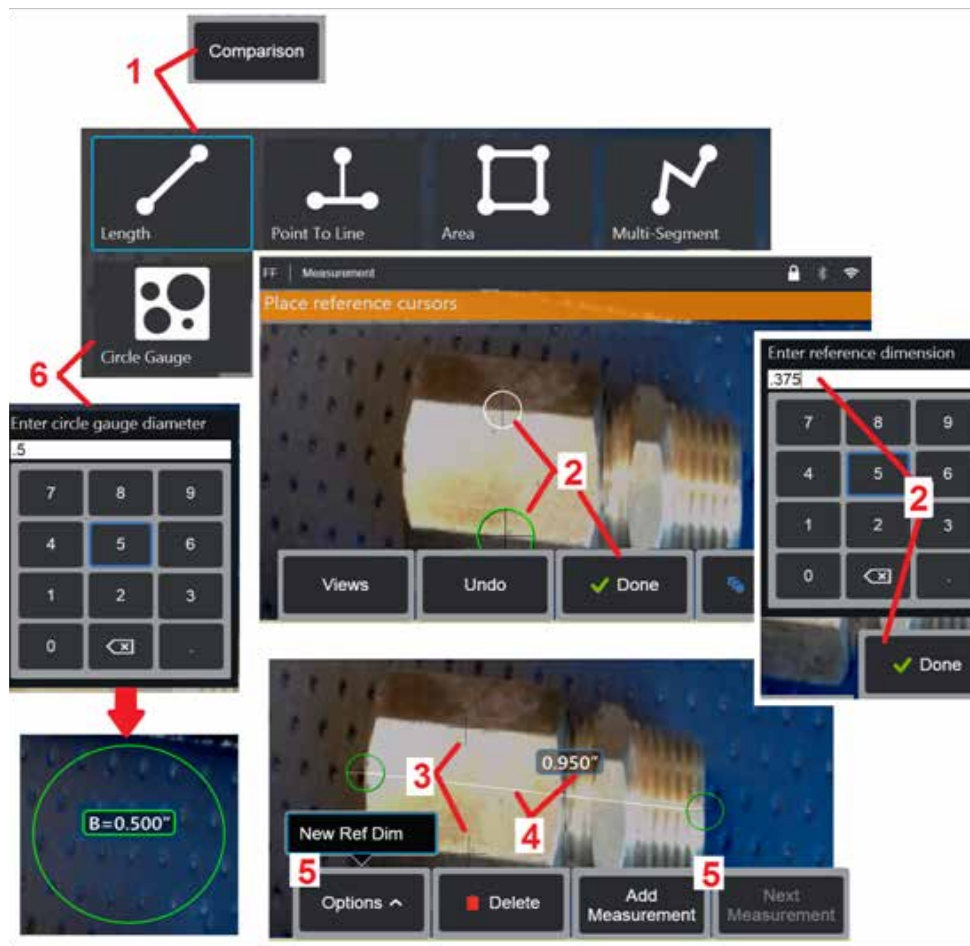 Comparison
1
Length
Point To Line
Area
Multi-Segment
Circle Gauge
6
FF | Measurement
Place reference cursors
2
Views
Undo
Done
Enter reference dimension
.375
7 8 9
4 5 6
1 2 3
0 .
2
Done
Enter circle gauge diameter
.5
7 8 9
4 5 6
1 2 3
0 .
B=0.500"
3
0.950"
4
New Ref Dim
5
5
Options
Delete
Add
Measurement
Next
Measurement